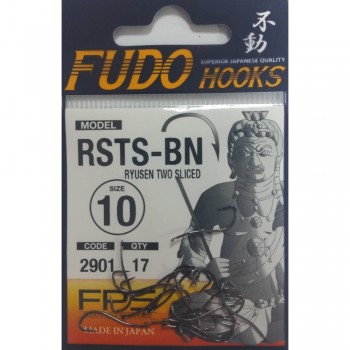 不動
SUPERIOR JAPANESE QUALITY
FUDO HOOKS
MODEL
RSTS-BN
RYUSEN TWO SLICED
SIZE
10
CODE QTY
2901 17
MADE IN JAPAN